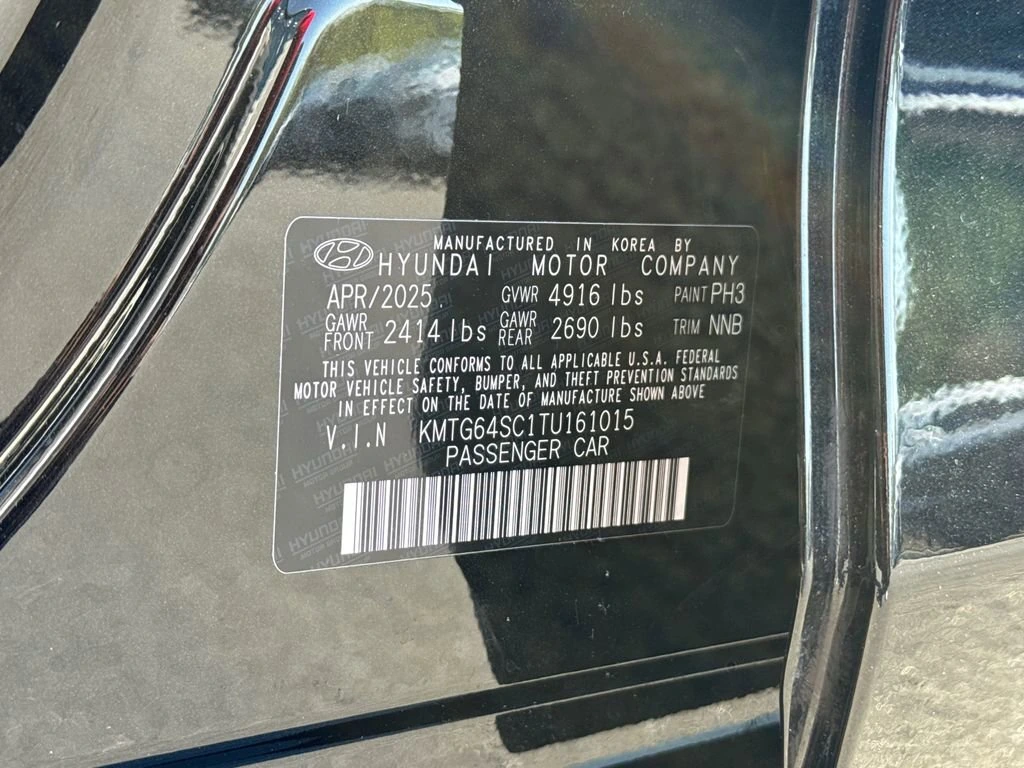 MANUFACTURED IN KOREA BY
HYUNDAI MOTOR COMPANY
APR/2025 GVWR 4916 lbs PAINT PH3
GAWR FRONT 2414 lbs GAWR REAR 2690 lbs TRIM NNB
THIS VEHICLE CONFORMS TO ALL APPLICABLE U.S.A. FEDERAL
MOTOR VEHICLE SAFETY, BUMPER, AND THEFT PREVENTION STANDARDS
IN EFFECT ON THE DATE OF MANUFACTURE SHOWN ABOVE
V.I.N KMTG64SC1TU161015
PASSENGER CAR